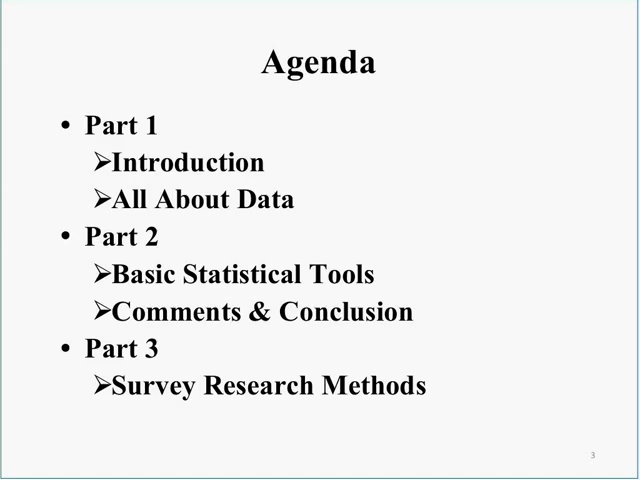 Agenda
• Part 1
➢Introduction
➢All About Data
• Part 2
➢Basic Statistical Tools
➢Comments & Conclusion
• Part 3
➢Survey Research Methods
3